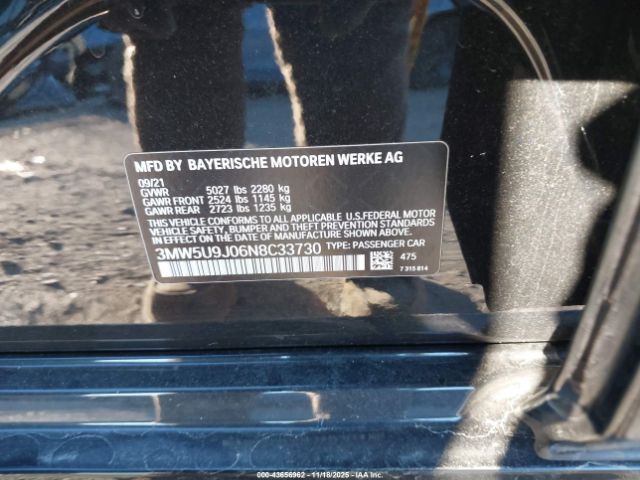 MFD BY BAYERISCHE MOTOREN WERKE AG
09/21
GVWR 5027 lbs 2280 kg
GAWR FRONT 2524 lbs 1145 kg
GAWR REAR 2723 lbs 1235 kg
THIS VEHICLE CONFORMS TO ALL APPLICABLE U.S.FEDERAL MOTOR
VEHICLE SAFETY, BUMPER AND THEFT PREVENTION STANDARDS
IN EFFECT ON THE DATE OF MANUFACTURE SHOWN ABOVE.
3MW5U9J06N8C33730 TYPE: PASSENGER CAR
475
7 315 814
000-43656962 - 11/18/2025 - IAA Inc.